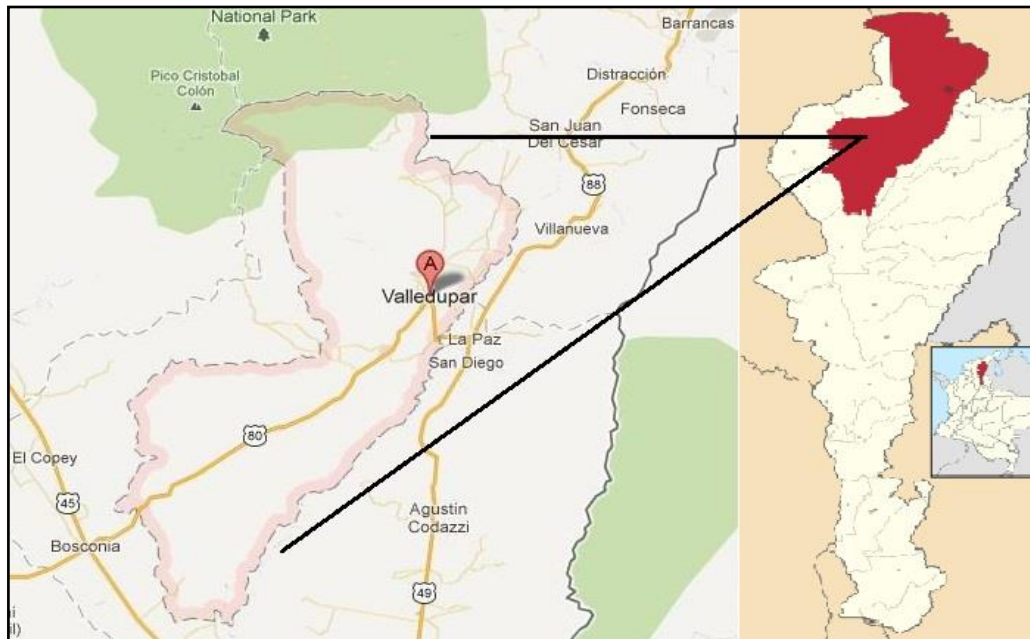 National Park
Barrancas
Pico Cristobal
Colón
Distracción
Fonseca
San Juan
Del Cesar
88
Villanueva
A
Valledupar
La Paz
San Diego
80
El Copey
45
Agustín
Codazzi
Bosconia
49